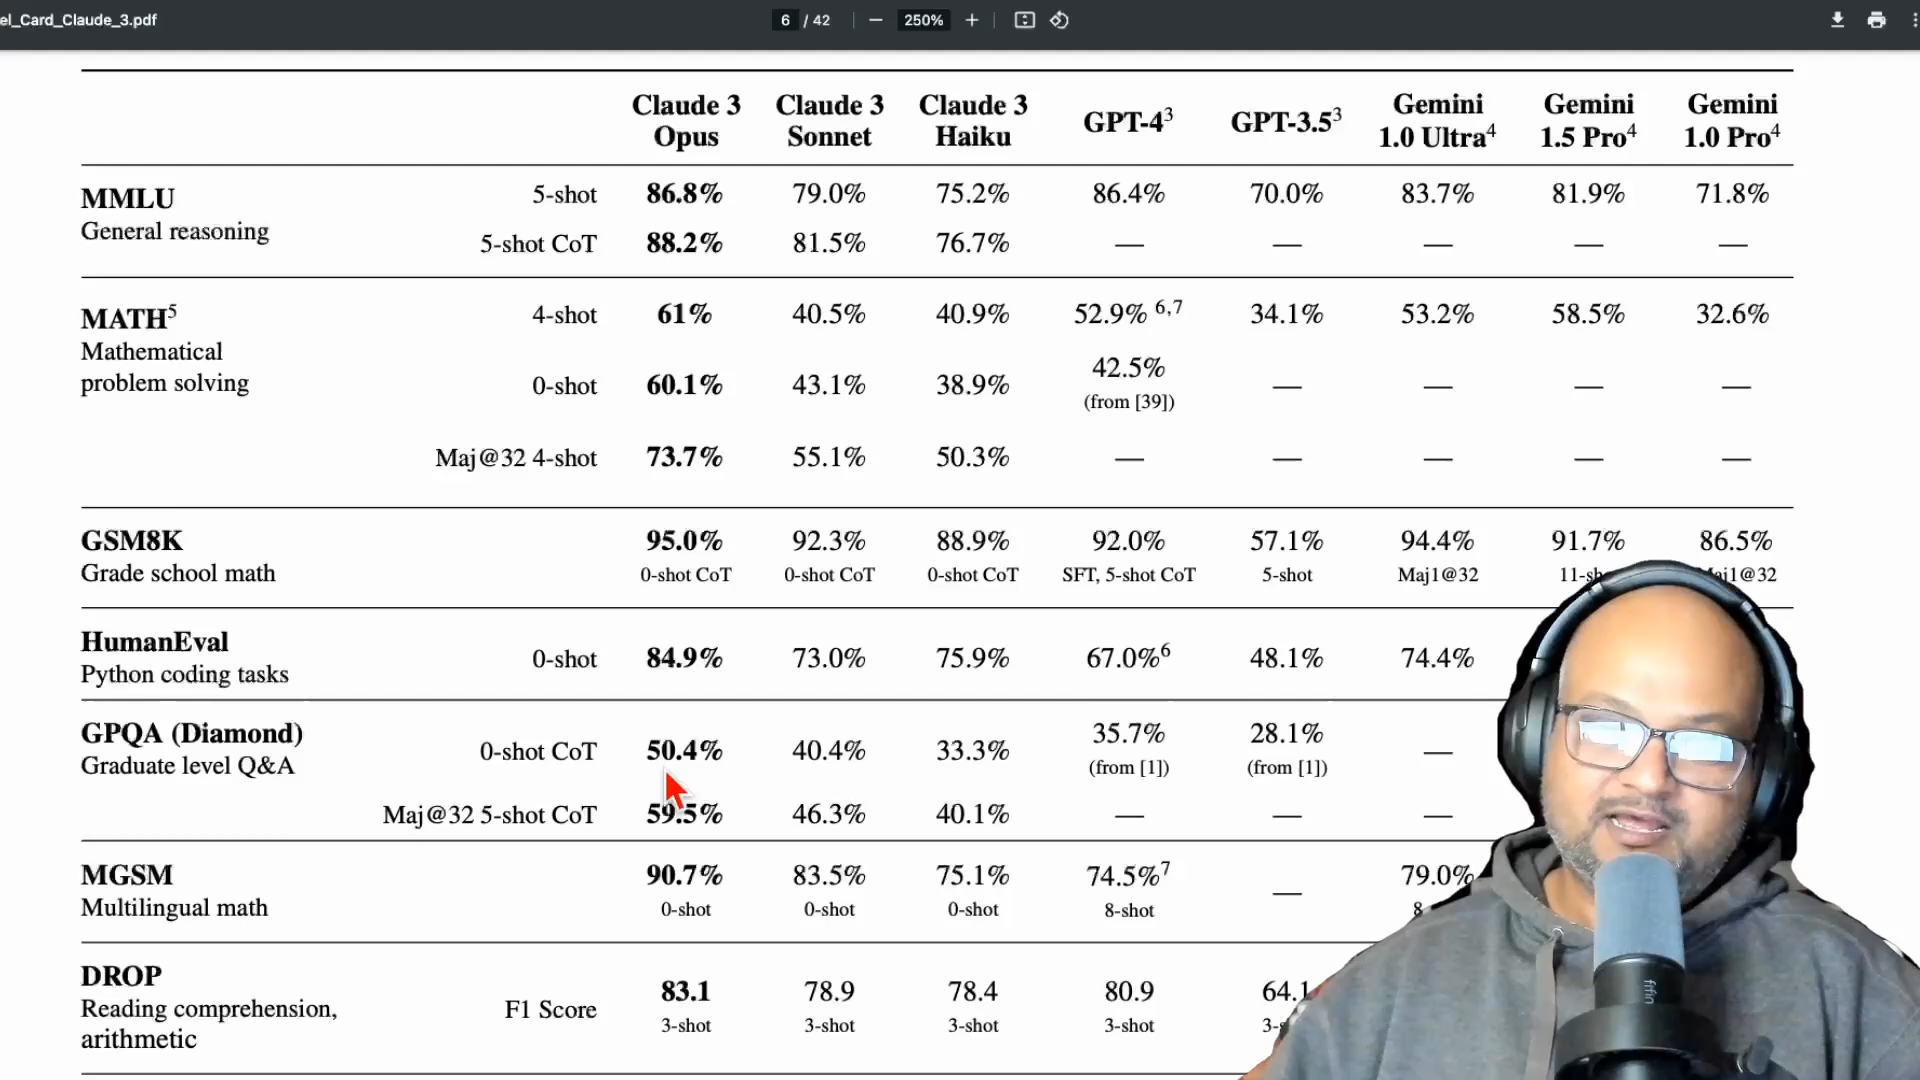 el_Card_Claude_3.pdf
6 / 42
250%
Claude 3 Opus Claude 3 Sonnet Claude 3 Haiku GPT-4³ GPT-3.5³ Gemini 1.0 Ultra⁴ Gemini 1.5 Pro⁴ Gemini 1.0 Pro⁴
MMLU 5-shot 86.8% 79.0% 75.2% 86.4% 70.0% 83.7% 81.9% 71.8%
General reasoning
5-shot CoT 88.2% 81.5% 76.7% — — — — —
MATH⁵ 4-shot 61% 40.5% 40.9% 52.9% ⁶,⁷ 34.1% 53.2% 58.5% 32.6%
Mathematical
problem solving 0-shot 60.1% 43.1% 38.9% 42.5% (from [39]) — — — —
Maj@32 4-shot 73.7% 55.1% 50.3% — — — — —
GSM8K 95.0% 92.3% 88.9% 92.0% 57.1% 94.4% 91.7% 86.5%
Grade school math 0-shot CoT 0-shot CoT 0-shot CoT SFT, 5-shot CoT 5-shot Maj1@32 11-sh aj1@32
HumanEval 0-shot 84.9% 73.0% 75.9% 67.0%⁶ 48.1% 74.4%
Python coding tasks
GPQA (Diamond) 0-shot CoT 50.4% 40.4% 33.3% 35.7% (from [1]) 28.1% (from [1]) —
Graduate level Q&A
Maj@32 5-shot CoT 59.5% 46.3% 40.1% — — —
MGSM 90.7% 83.5% 75.1% 74.5%⁷ — 79.0%
Multilingual math 0-shot 0-shot 0-shot 8-shot 8
DROP 83.1 78.9 78.4 80.9 64.1
Reading comprehension, F1 Score 3-shot 3-shot 3-shot 3-shot 3-s
arithmetic